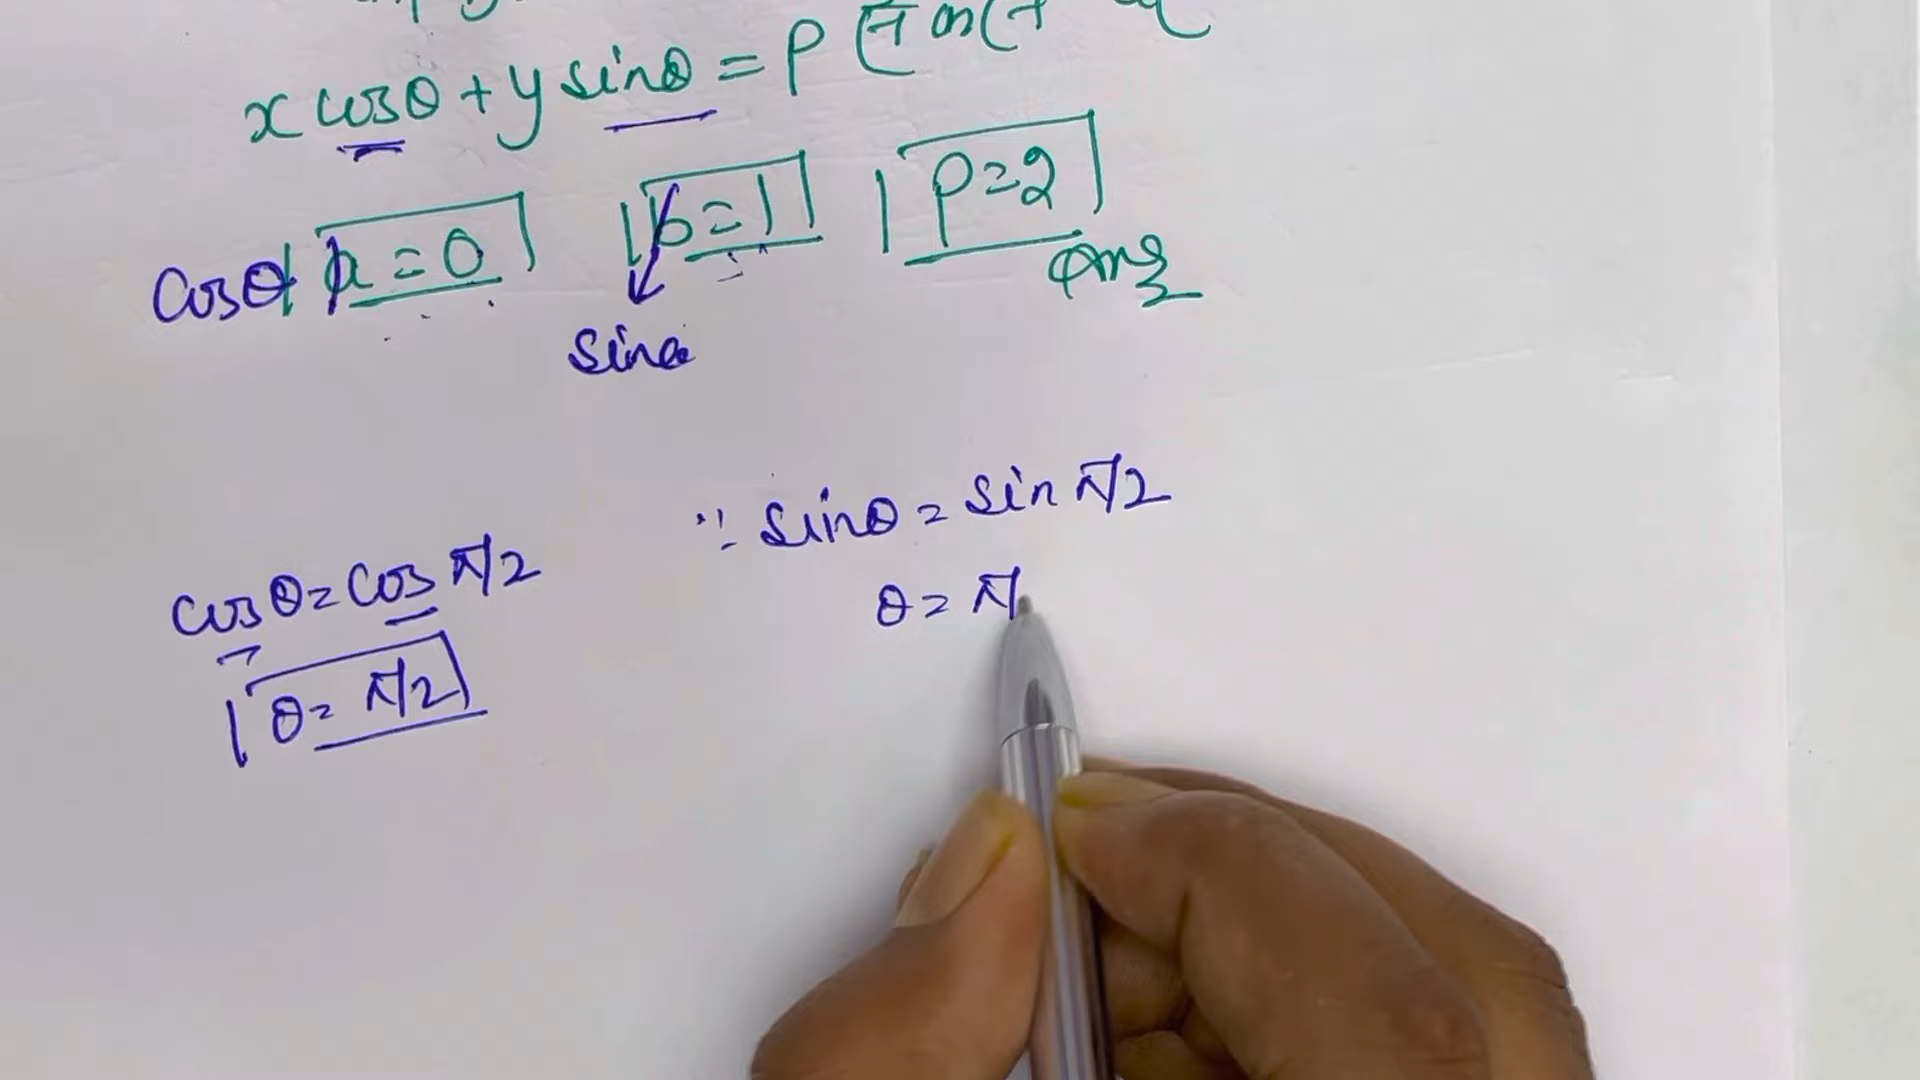 x cosθ + y sinθ = P
Cosθ a = 0 b = 1 P = 2
Ans
sinθ
∵ sinθ = sin π/2
cosθ = cos π/2
θ = π/
θ = π/2